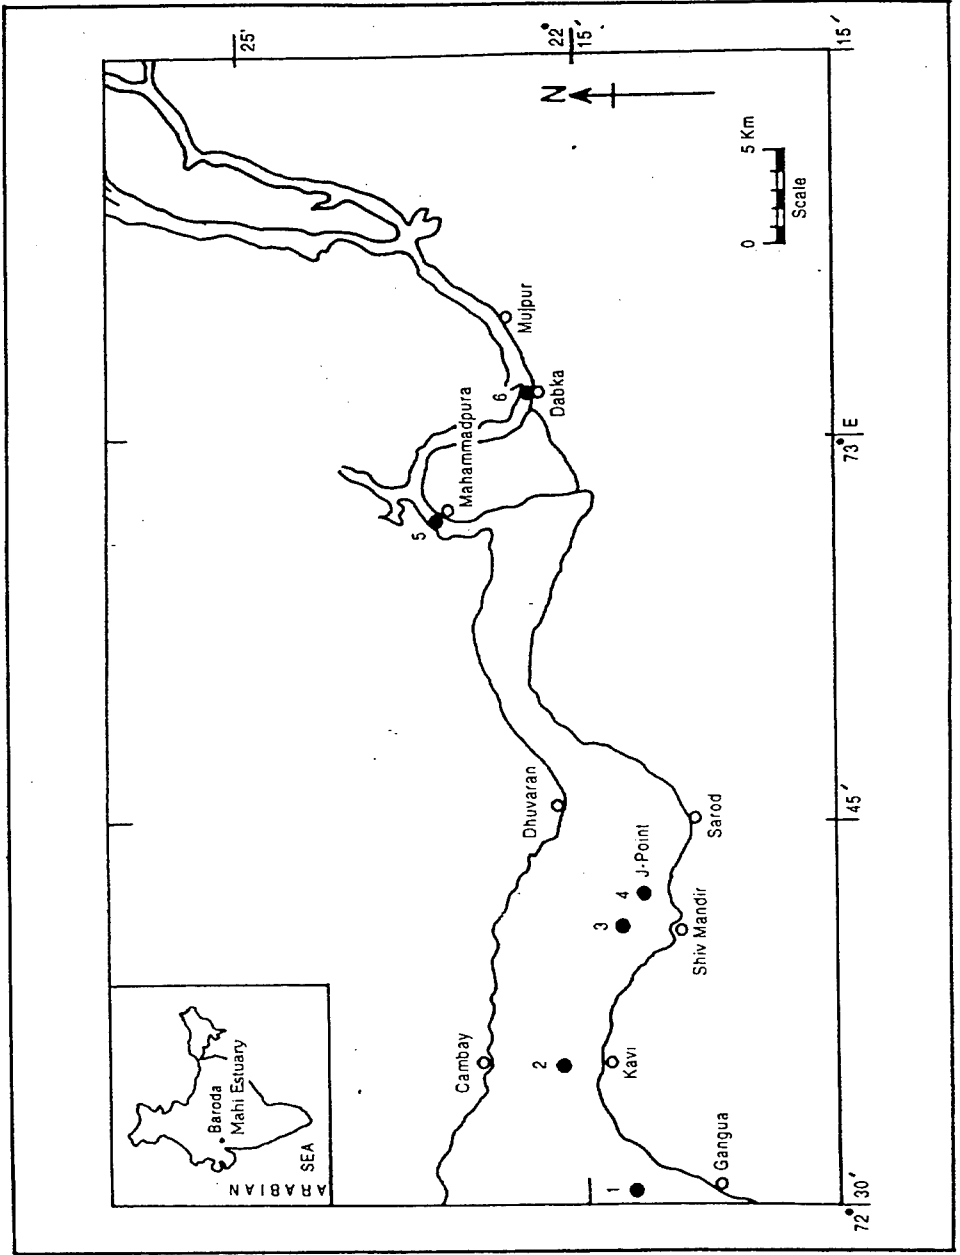 25'
22°
15'
15'
N
0 5 Km
Scale
Mujpur
6
Dabka
Mahammadpura
5
73° E
Dhuvaran
J-Point
4
3
Sarod
45'
Shiv Mandir
Cambay
2
Kavi
Gangua
1
72° 30'
Baroda
Mahi Estuary
ARABIAN
SEA